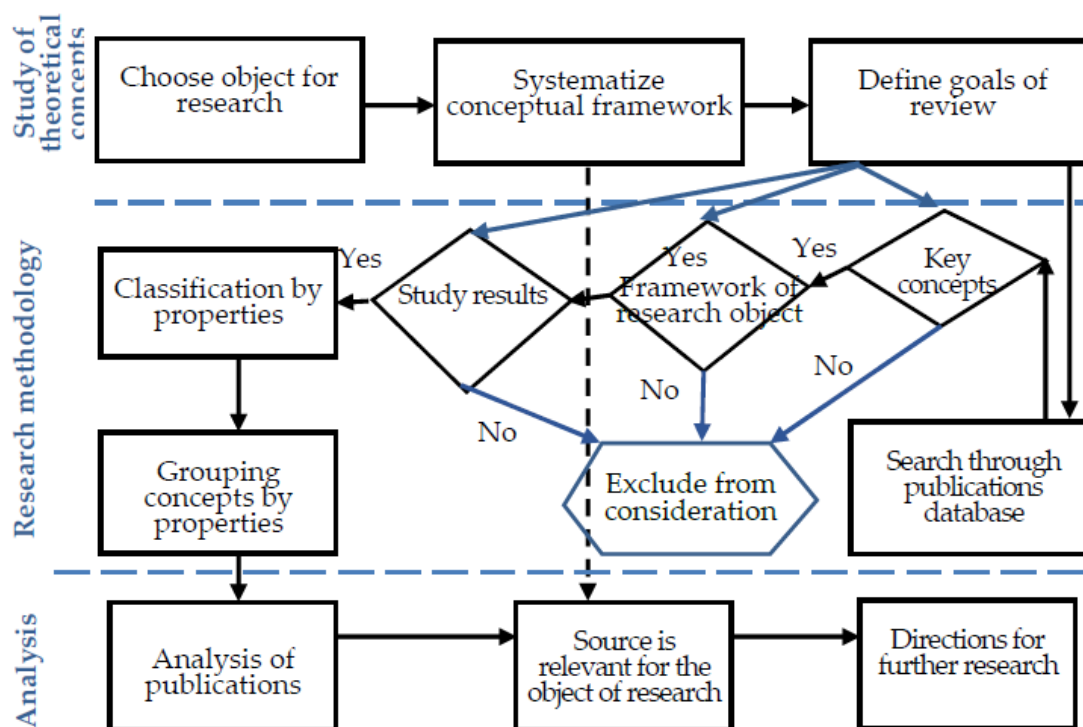 Study of
theoretical
concepts
Choose object for
research
Systematize
conceptual framework
Define goals of
review
Research methodology
Classification by
properties
Yes
Study results
Yes
Framework of
research object
Yes
Key
concepts
No
No
No
Grouping
concepts by
properties
Exclude from
consideration
Search through
publications
database
Analysis
Analysis of
publications
Source is
relevant for the
object of research
Directions for
further research